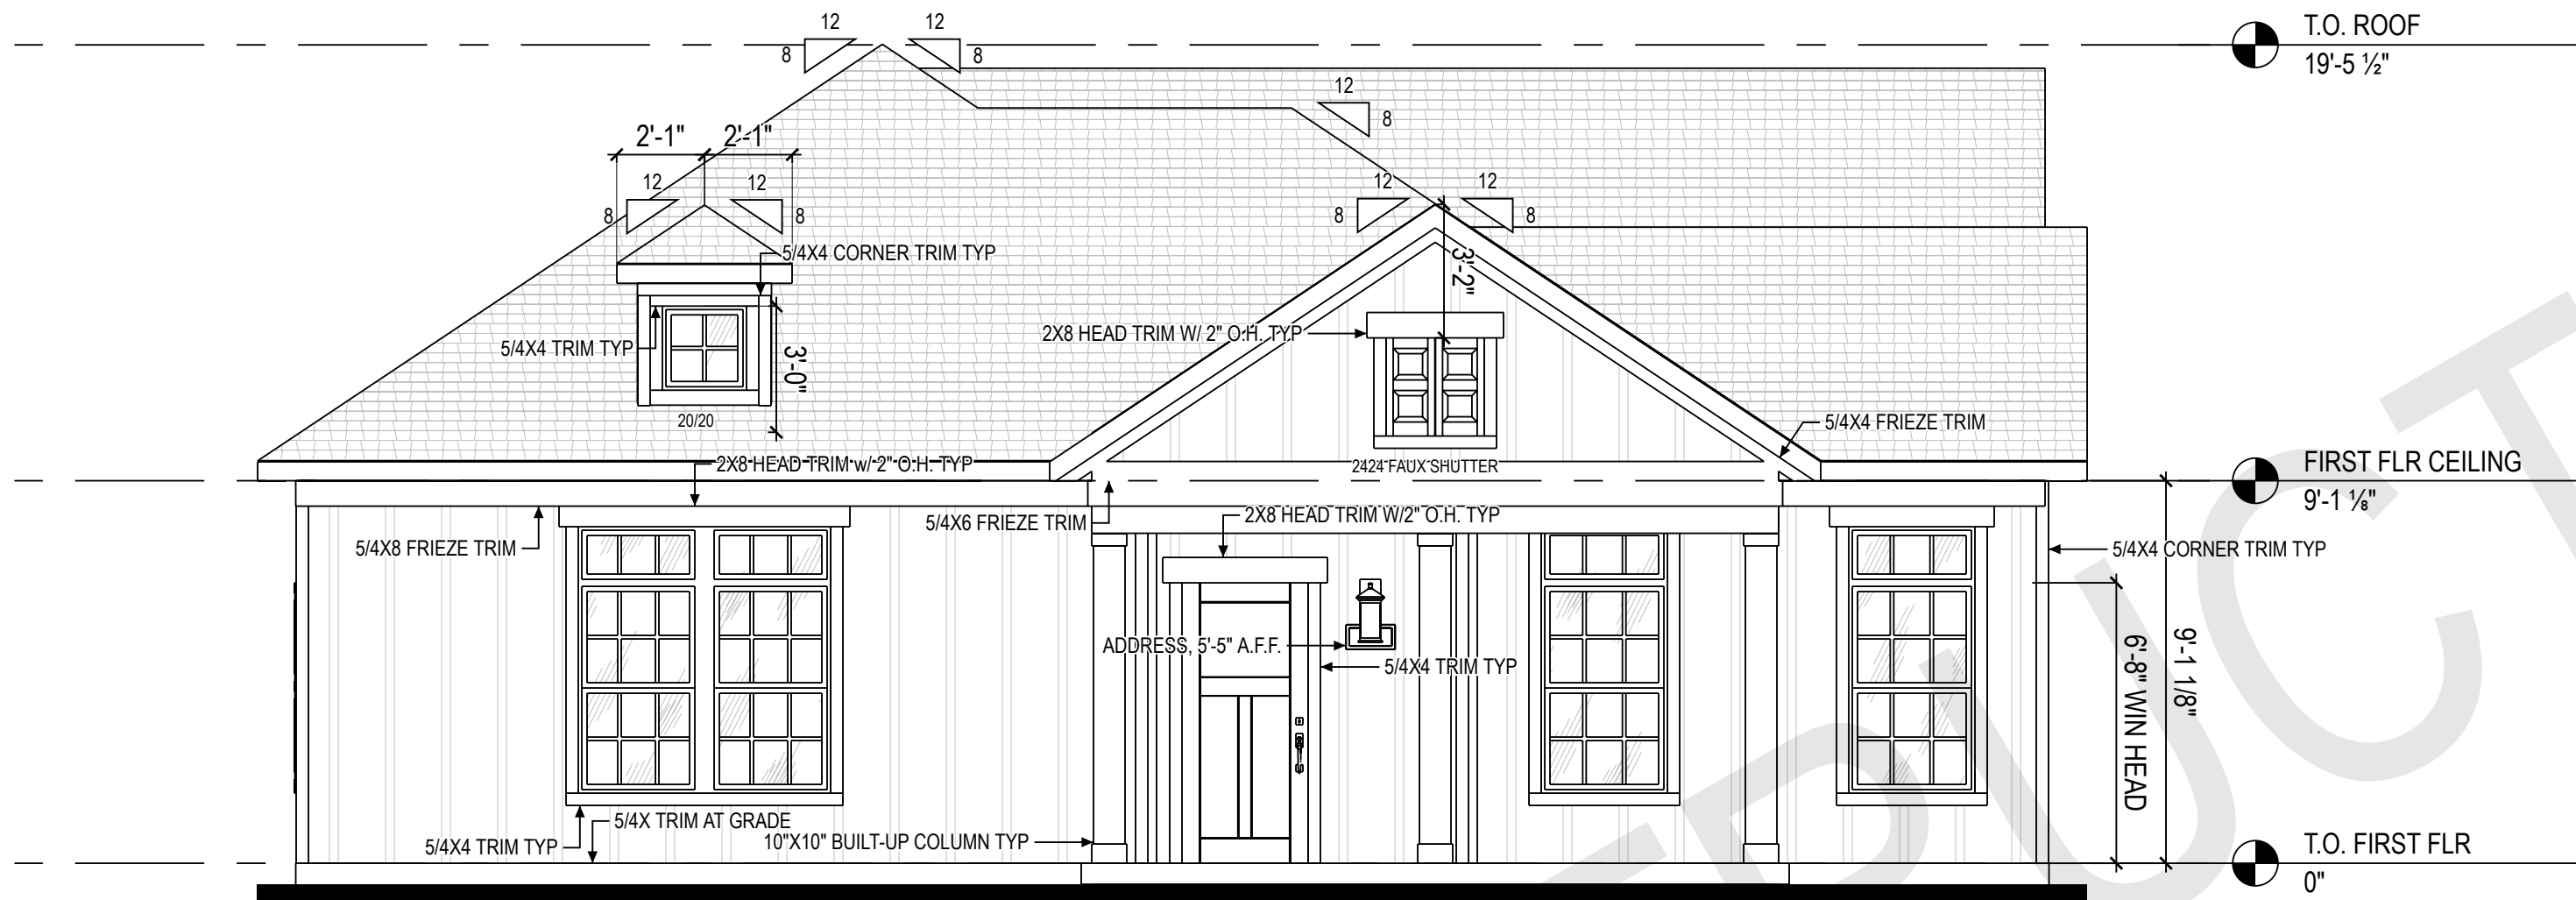 12
12
T.O. ROOF
8
8
19'-5 ½"
12
8
2'-1"
2'-1"
12
12
12
12
8
8
8
8
5/4X4 CORNER TRIM TYP
3'-2"
2X8 HEAD TRIM W/ 2" O.H. TYP
5/4X4 TRIM TYP
3'-0"
20/20
5/4X4 FRIEZE TRIM
2X8 HEAD TRIM w/ 2" O.H. TYP
2424 FAUX SHUTTER
FIRST FLR CEILING
9'-1 ⅛"
5/4X6 FRIEZE TRIM
2X8 HEAD TRIM W/2" O.H. TYP
5/4X8 FRIEZE TRIM
5/4X4 CORNER TRIM TYP
ADDRESS, 5'-5" A.F.F.
5/4X4 TRIM TYP
6'-8" WIN HEAD
9'-1 1/8"
5/4X TRIM AT GRADE
5/4X4 TRIM TYP
10"X10" BUILT-UP COLUMN TYP
T.O. FIRST FLR
0"